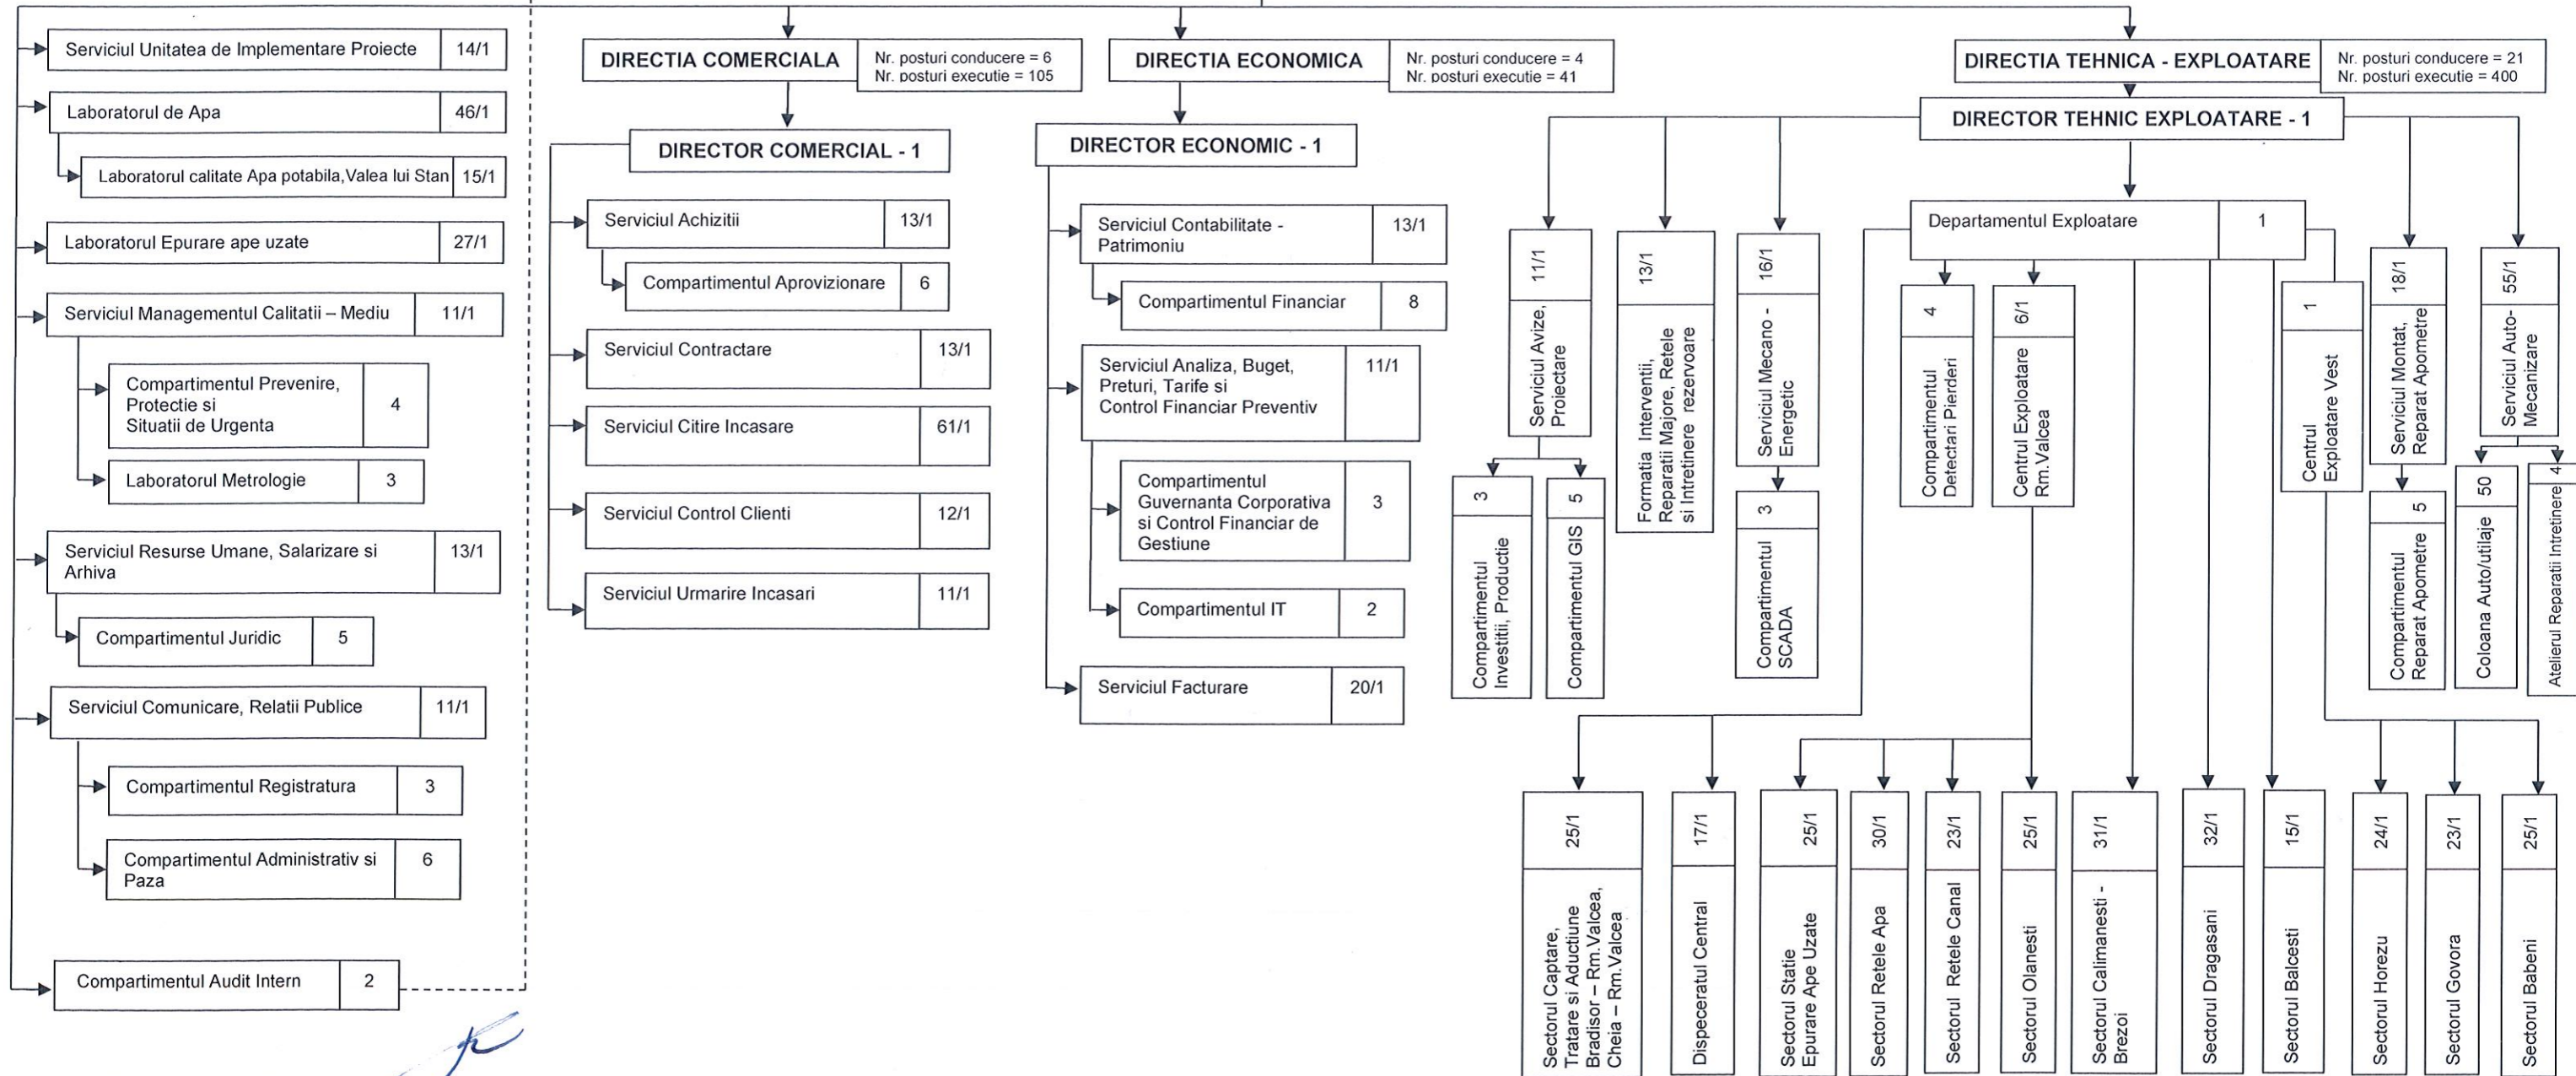 Serviciul Unitatea de Implementare Proiecte
14/1
Laboratorul de Apa
46/1
Laboratorul calitate Apa potabila,Valea lui Stan
15/1
Laboratorul Epurare ape uzate
27/1
Serviciul Managementul Calitatii – Mediu
11/1
Compartimentul Prevenire,
Protectie si
Situatii de Urgenta
4
Laboratorul Metrologie
3
Serviciul Resurse Umane, Salarizare si
Arhiva
13/1
Compartimentul Juridic
5
Serviciul Comunicare, Relatii Publice
11/1
Compartimentul Registratura
3
Compartimentul Administrativ si
Paza
6
Compartimentul Audit Intern
2
DIRECTIA COMERCIALA
Nr. posturi conducere = 6
Nr. posturi executie = 105
DIRECTOR COMERCIAL - 1
Serviciul Achizitii
13/1
Compartimentul Aprovizionare
6
Serviciul Contractare
13/1
Serviciul Citire Incasare
61/1
Serviciul Control Clienti
12/1
Serviciul Urmarire Incasari
11/1
DIRECTIA ECONOMICA
Nr. posturi conducere = 4
Nr. posturi executie = 41
DIRECTOR ECONOMIC - 1
Serviciul Contabilitate -
Patrimoniu
13/1
Compartimentul Financiar
8
Serviciul Analiza, Buget,
Preturi, Tarife si
Control Financiar Preventiv
11/1
Compartimentul
Guvernanta Corporativa
si Control Financiar de
Gestiune
3
Compartimentul IT
2
Serviciul Facturare
20/1
DIRECTIA TEHNICA - EXPLOATARE
Nr. posturi conducere = 21
Nr. posturi executie = 400
DIRECTOR TEHNIC EXPLOATARE - 1
Serviciul Avize,
Proiectare
11/1
Compartimentul
Investitii, Productie
3
Compartimentul GIS
5
Formatia Interventii,
Reparatii Majore, Retele
si Intretinere rezervoare
13/1
Serviciul Mecano -
Energetic
16/1
Compartimentul
SCADA
3
Departamentul Exploatare
1
Compartimentul
Detectari Pierderi
4
Centrul Exploatare
Rm.Valcea
6/1
Centrul
Exploatare Vest
1
Serviciul Montat,
Reparat Apometre
18/1
Compartimentul
Reparat Apometre
5
Serviciul Auto-
Mecanizare
55/1
Coloana Auto/utilaje
50
Atelierul Reparatii Intretinere
4
Sectorul Captare,
Tratare si Aductiune
Bradisor – Rm.Valcea,
Cheia – Rm.Valcea
25/1
Dispeceratul Central
17/1
Sectorul Statie
Epurare Ape Uzate
25/1
Sectorul Retele Apa
30/1
Sectorul Retele Canal
23/1
Sectorul Olanesti
25/1
Sectorul Calimanesti -
Brezoi
31/1
Sectorul Dragasani
32/1
Sectorul Balcesti
15/1
Sectorul Horezu
24/1
Sectorul Govora
23/1
Sectorul Babeni
25/1